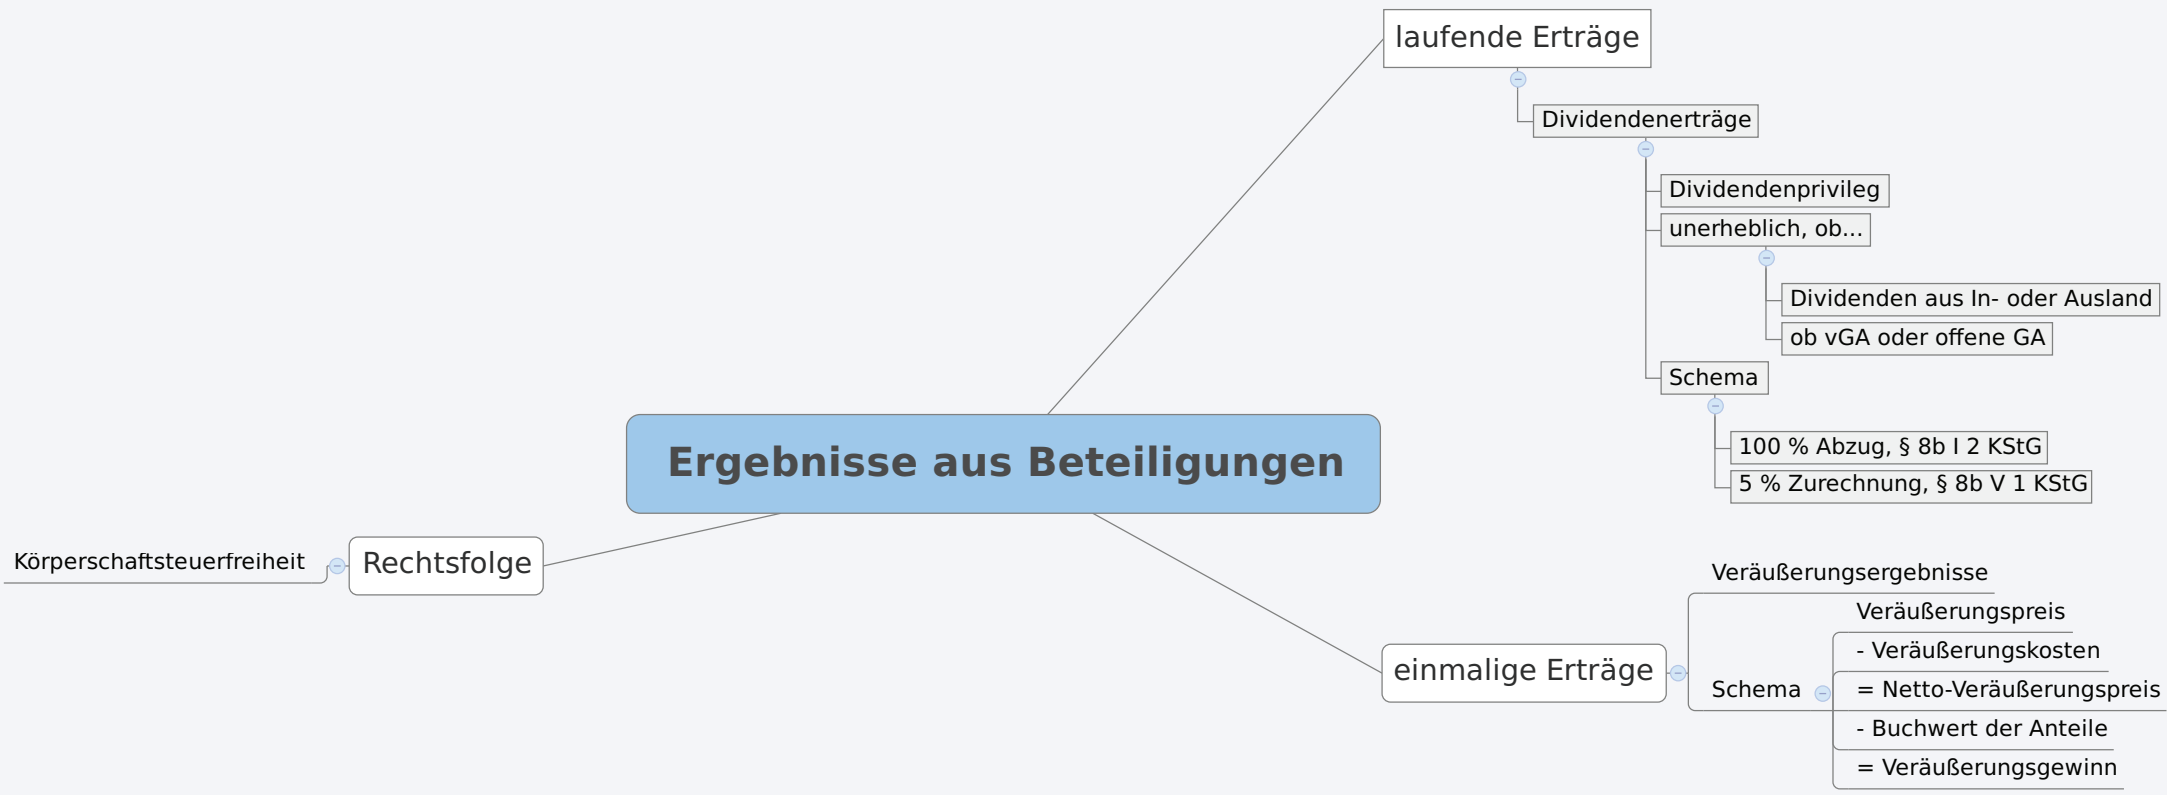 laufende Erträge
Dividendenerträge
Dividendenprivileg
unerheblich, ob...
Dividenden aus In- oder Ausland
ob vGA oder offene GA
Schema
100 % Abzug, § 8b I 2 KStG
5 % Zurechnung, § 8b V 1 KStG
Ergebnisse aus Beteiligungen
Rechtsfolge
Körperschaftsteuerfreiheit
einmalige Erträge
Veräußerungsergebnisse
Schema
Veräußerungspreis
- Veräußerungskosten
= Netto-Veräußerungspreis
- Buchwert der Anteile
= Veräußerungsgewinn